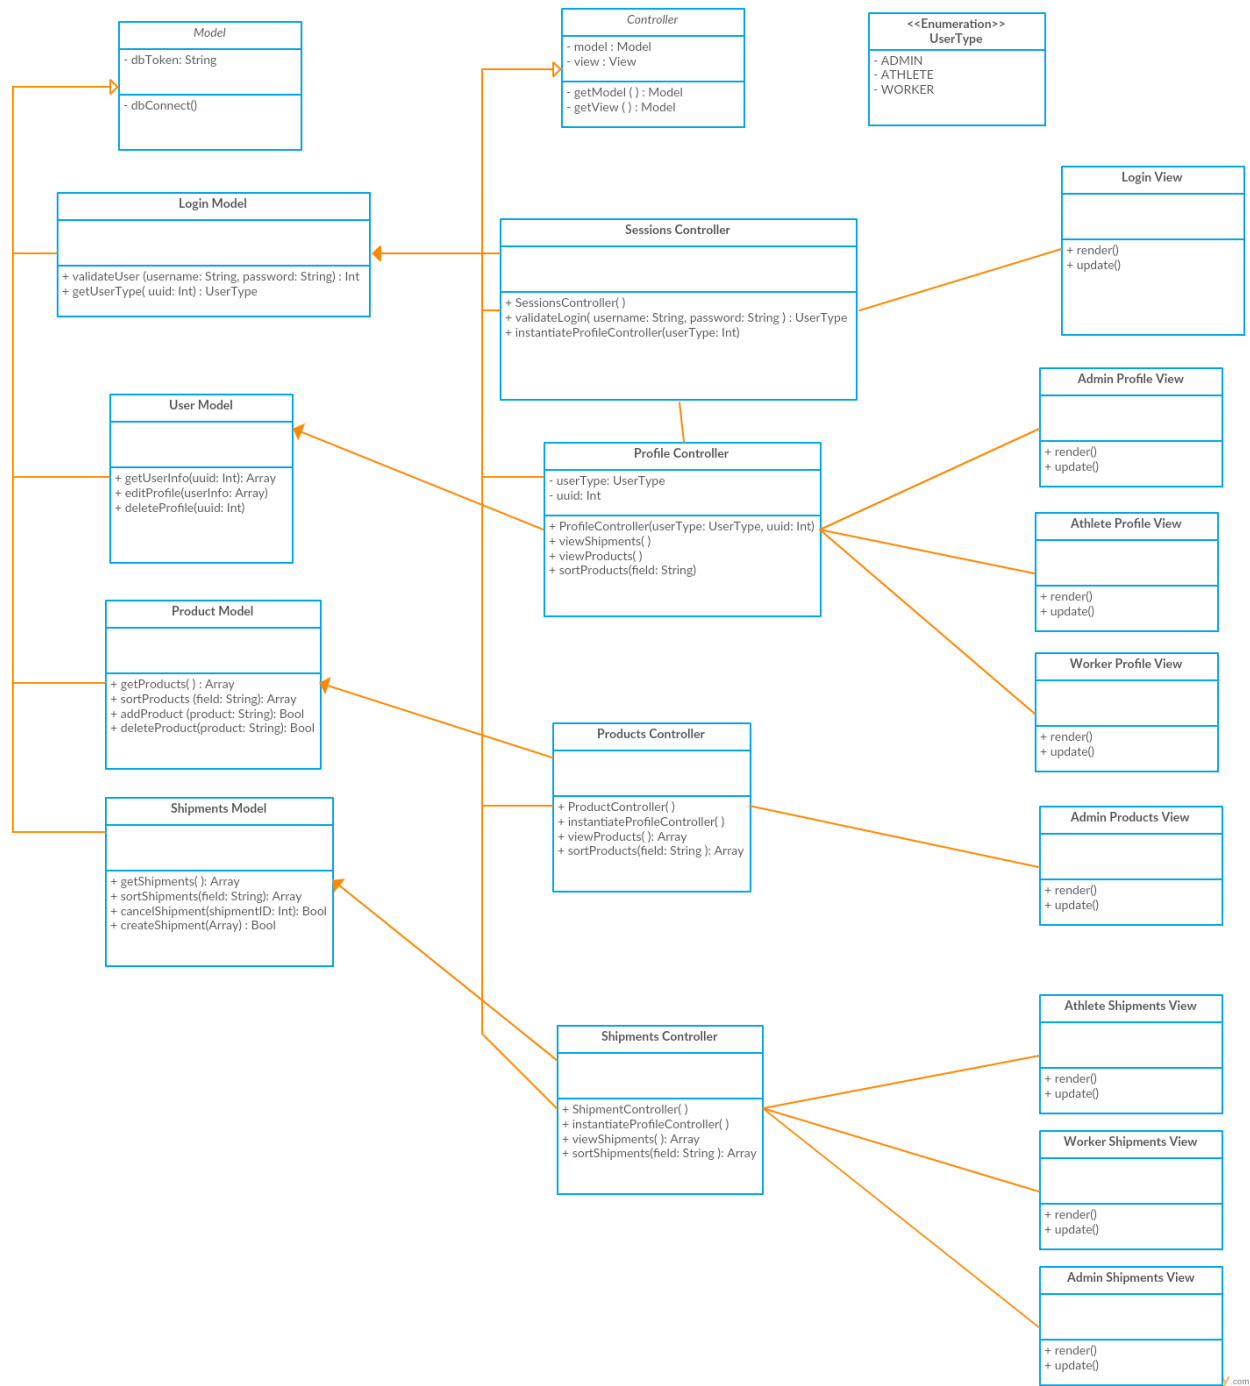 Model
- dbToken: String
- dbConnect()
Controller
- model : Model
- view : View
- getModel ( ) : Model
- getView ( ) : Model
<<Enumeration>>
UserType
- ADMIN
- ATHLETE
- WORKER
Login Model
+ validateUser (username: String, password: String) : Int
+ getUserType( uuid: Int) : UserType
Sessions Controller
+ SessionsController( )
+ validateLogin( username: String, password: String ) : UserType
+ instantiateProfileController(userType: Int)
Login View
+ render()
+ update()
User Model
+ getUserInfo(uuid: Int): Array
+ editProfile(userInfo: Array)
+ deleteProfile(uuid: Int)
Profile Controller
- userType: UserType
- uuid: Int
+ ProfileController(userType: UserType, uuid: Int)
+ viewShipments( )
+ viewProducts( )
+ sortProducts(field: String)
Admin Profile View
+ render()
+ update()
Athlete Profile View
+ render()
+ update()
Worker Profile View
+ render()
+ update()
Product Model
+ getProducts( ) : Array
+ sortProducts (field: String): Array
+ addProduct (product: String): Bool
+ deleteProduct(product: String): Bool
Products Controller
+ ProductController( )
+ instantiateProfileController( )
+ viewProducts( ): Array
+ sortProducts(field: String ): Array
Admin Products View
+ render()
+ update()
Shipments Model
+ getShipments( ): Array
+ sortShipments(field: String): Array
+ cancelShipment(shipmentID: Int): Bool
+ createShipment(Array) : Bool
Shipments Controller
+ ShipmentController( )
+ instantiateProfileController( )
+ viewShipments( ): Array
+ sortShipments(field: String ): Array
Athlete Shipments View
+ render()
+ update()
Worker Shipments View
+ render()
+ update()
Admin Shipments View
+ render()
+ update()
.com